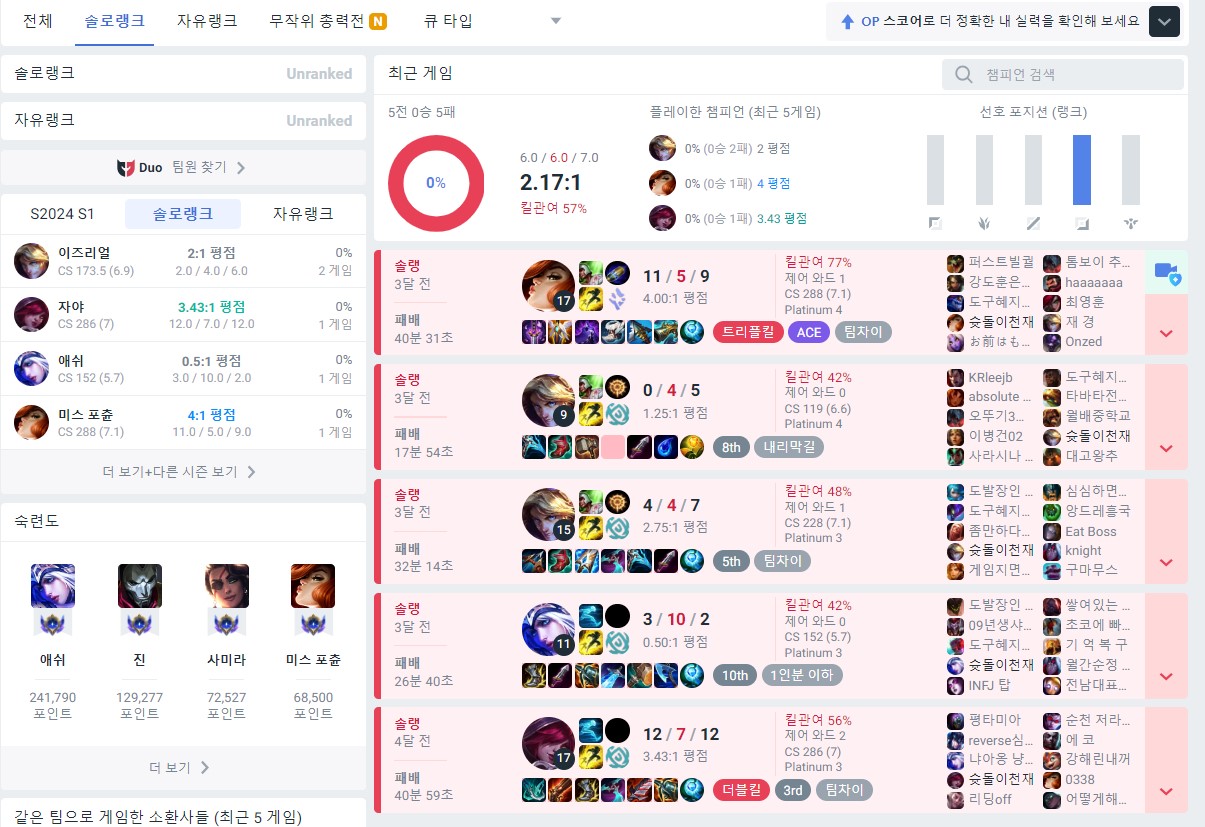 전체 솔로랭크 자유랭크 무작위 총력전 N 큐 타입
OP 스코어로 더 정확한 내 실력을 확인해 보세요
솔로랭크 Unranked
자유랭크 Unranked
Duo 팀원 찾기
S2024 S1 솔로랭크 자유랭크
이즈리얼 2:1 평점 0%
CS 173.5 (6.9) 2.0 / 4.0 / 6.0 2 게임
자야 3.43:1 평점 0%
CS 286 (7) 12.0 / 7.0 / 12.0 1 게임
애쉬 0.5:1 평점 0%
CS 152 (5.7) 3.0 / 10.0 / 2.0 1 게임
미스 포츈 4:1 평점 0%
CS 288 (7.1) 11.0 / 5.0 / 9.0 1 게임
더 보기+다른 시즌 보기
숙련도
애쉬 진 사미라 미스 포츈
241,790 129,277 72,527 68,500
포인트 포인트 포인트 포인트
더 보기
같은 팀으로 게임한 소환사들 (최근 5 게임)
최근 게임
챔피언 검색
5전 0승 5패
0%
6.0 / 6.0 / 7.0
2.17:1
킬관여 57%
플레이한 챔피언 (최근 5게임)
0% (0승 2패) 2 평점
0% (0승 1패) 4 평점
0% (0승 1패) 3.43 평점
선호 포지션 (랭크)
솔랭
3달 전
패배
40분 31초
17
11 / 5 / 9
4.00:1 평점
킬관여 77%
제어 와드 1
CS 288 (7.1)
Platinum 4
트리플킬 ACE 팀차이
퍼스트빌궐 톰보이 추...
강도훈은... haaaaaaa
도구혜지... 최영훈
슛돌이천재 재 경
お前はも... Onzed
솔랭
3달 전
패배
17분 54초
9
0 / 4 / 5
1.25:1 평점
킬관여 42%
제어 와드 0
CS 119 (6.6)
Platinum 4
8th 내리막길
KRleejb 도구혜지...
absolute ... 타바타전...
오뚜기3... 월배중학교
이병건02 슛돌이천재
사라시나 ... 대고왕추
솔랭
3달 전
패배
32분 14초
15
4 / 4 / 7
2.75:1 평점
킬관여 48%
제어 와드 1
CS 228 (7.1)
Platinum 3
5th 팀차이
도발장인 ... 심심하면...
도구혜지... 앙드레흥국
좀만하다... Eat Boss
슛돌이천재 knight
게임지면... 구마무스
솔랭
3달 전
패배
26분 40초
11
3 / 10 / 2
0.50:1 평점
킬관여 42%
제어 와드 0
CS 152 (5.7)
Platinum 3
10th 1인분 이하
도발장인 ... 쌓여있는 ...
09년생샤... 초코에 빠...
도구혜지... 기 억 복 구
슛돌이천재 월간순정 ...
INFJ 탑 전남대표...
솔랭
4달 전
패배
40분 59초
17
12 / 7 / 12
3.43:1 평점
킬관여 56%
제어 와드 2
CS 286 (7)
Platinum 3
더블킬 3rd 팀차이
평타미아 순천 저라...
reverse심... 에 코
냐아옹 냥... 강해린내꺼
슛돌이천재 0338
리딩off 어떻게해...